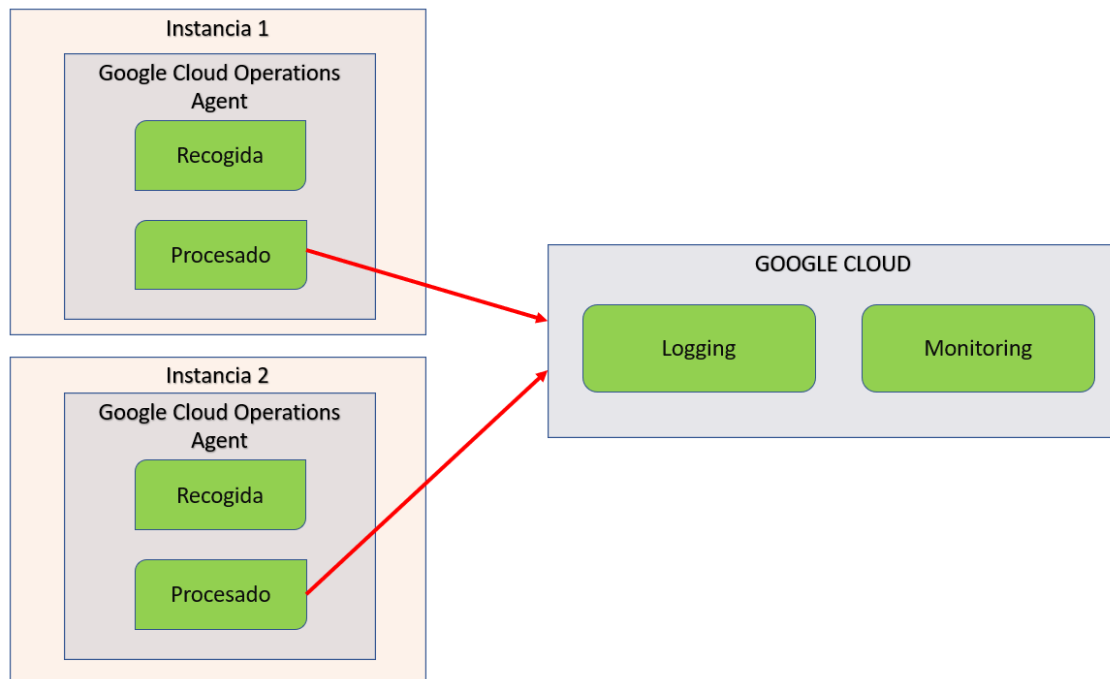 Instancia 1
Google Cloud Operations
Agent
Recogida
Procesado
GOOGLE CLOUD
Logging
Monitoring
Instancia 2
Google Cloud Operations
Agent
Recogida
Procesado